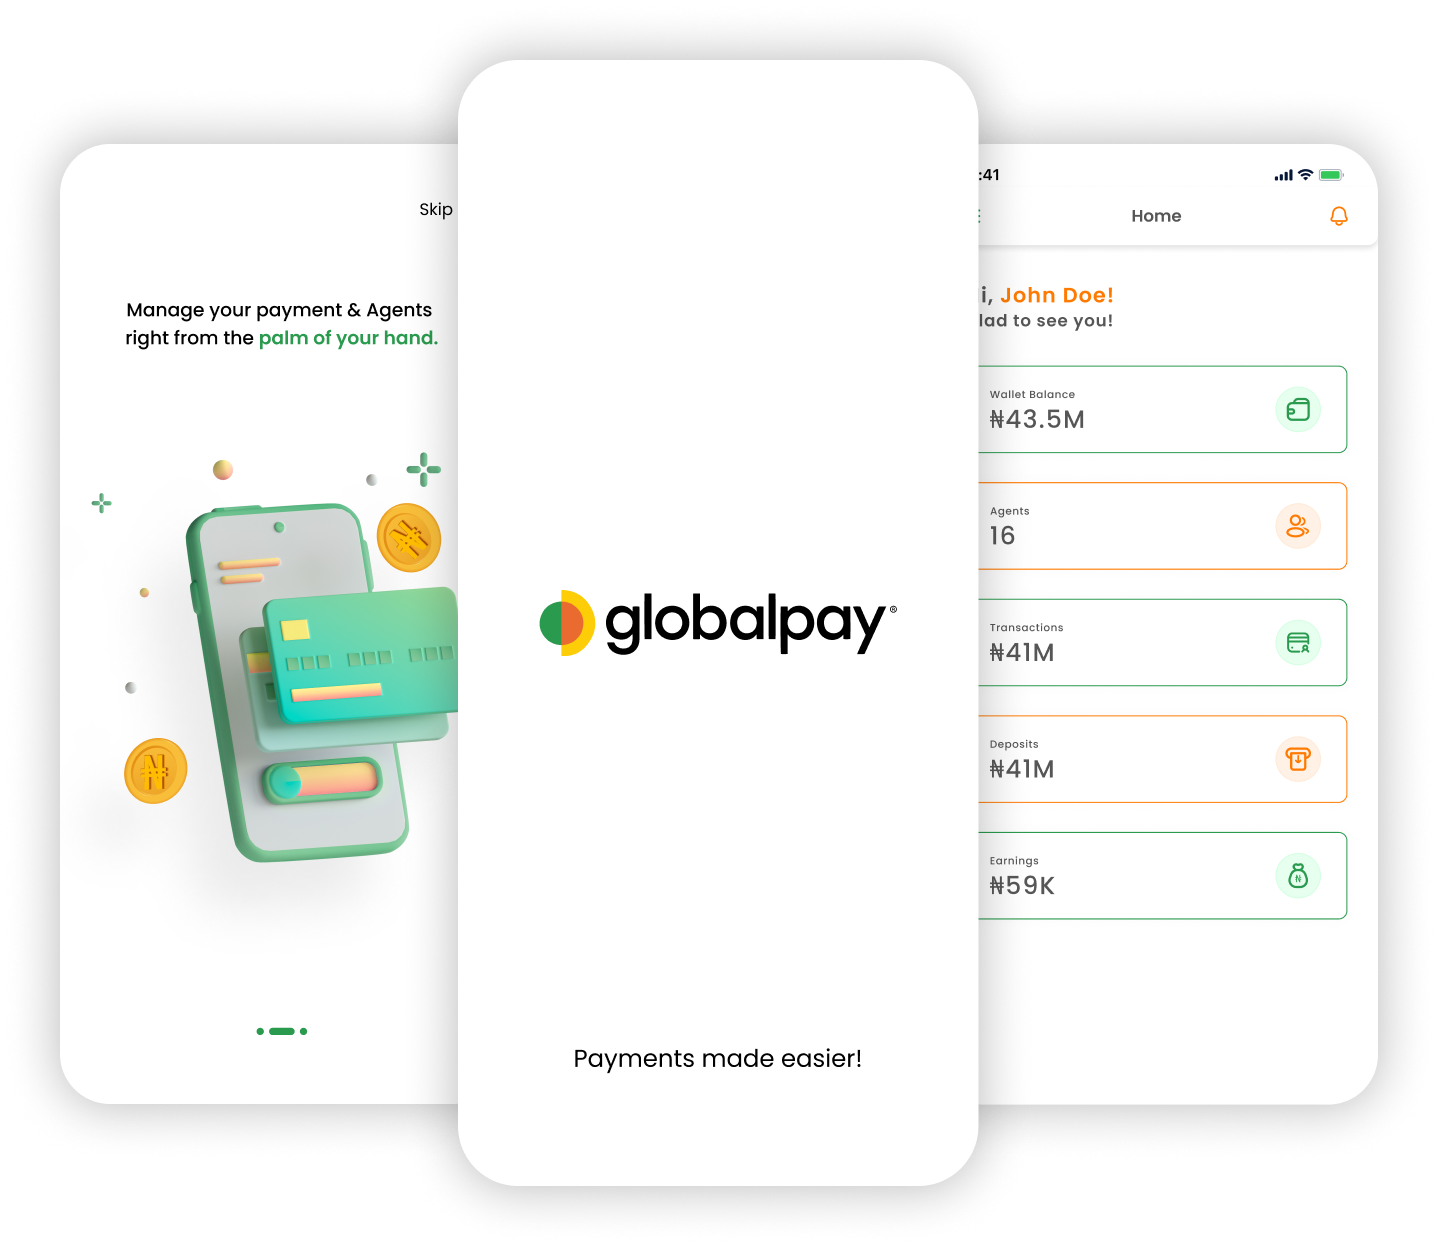 Skip
Manage your payment & Agents
right from the palm of your hand.
globalpay®
Payments made easier!
:41
Home
i, John Doe!
lad to see you!
Wallet Balance
₦43.5M
Agents
16
Transactions
₦41M
Deposits
₦41M
Earnings
₦59K